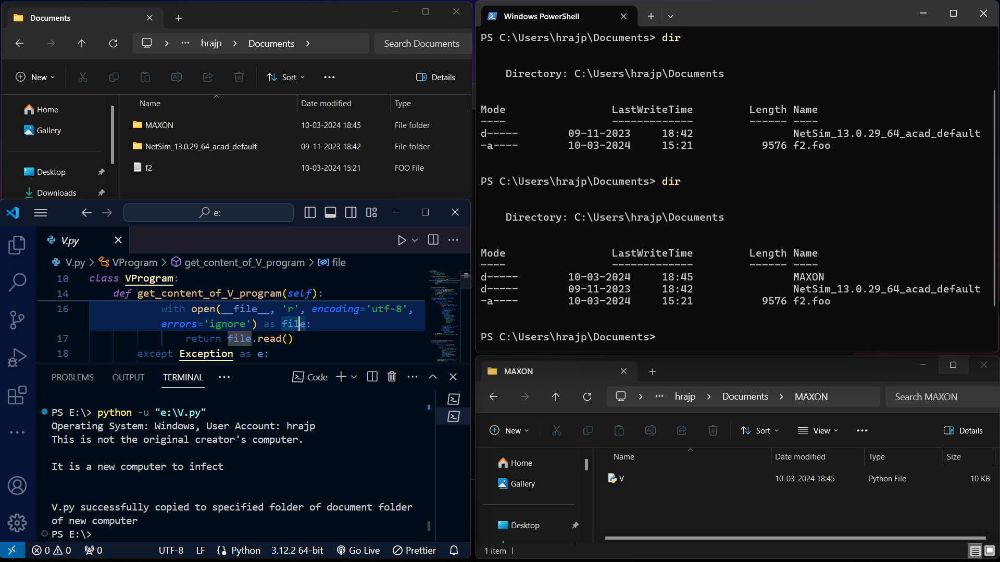 Documents
hrajp
Documents
Search Documents
New
Sort
Details
Home
Gallery
Desktop
Downloads
Name Date modified Type
MAXON 10-03-2024 18:45 File folder
NetSim_13.0.29_64_acad_default 09-11-2023 18:42 File folder
f2 10-03-2024 15:21 FOO File
e:
V.py
V.py > VProgram > get_content_of_V_program > file
10 class VProgram:
14 def get_content_of_V_program(self):
16 with open(__file__, 'r', encoding='utf-8',
errors='ignore') as file:
17 return file.read()
18 except Exception as e:
PROBLEMS OUTPUT TERMINAL ··· Code
PS E:\> python -u "e:\V.py"
Operating System: Windows, User Account: hrajp
This is not the original creator's computer.
It is a new computer to infect
V.py successfully copied to specified folder of document folder
of new computer
PS E:\>
0 0 0 UTF-8 LF {} Python 3.12.2 64-bit Go Live Prettier
Windows PowerShell
PS C:\Users\hrajp\Documents> dir
Directory: C:\Users\hrajp\Documents
Mode LastWriteTime Length Name
---- ------------- ------ ----
d----- 09-11-2023 18:42 NetSim_13.0.29_64_acad_default
-a---- 10-03-2024 15:21 9576 f2.foo
PS C:\Users\hrajp\Documents> dir
Directory: C:\Users\hrajp\Documents
Mode LastWriteTime Length Name
---- ------------- ------ ----
d----- 10-03-2024 18:45 MAXON
d----- 09-11-2023 18:42 NetSim_13.0.29_64_acad_default
-a---- 10-03-2024 15:21 9576 f2.foo
PS C:\Users\hrajp\Documents>
MAXON
hrajp > Documents > MAXON
Search MAXON
New
Sort
View
Details
Home
Gallery
Desktop
Name Date modified Type Size
V 10-03-2024 18:45 Python File 10 KB
1 item